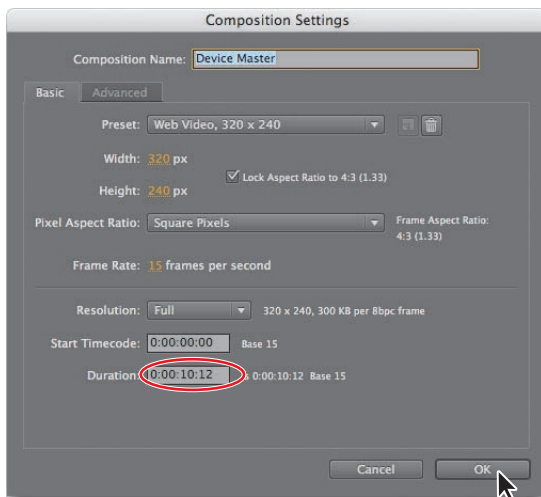 Composition Settings
Composition Name: Device Master
Basic Advanced
Preset: Web Video, 320 x 240
Width: 320 px
Lock Aspect Ratio to 4:3 (1.33)
Height: 240 px
Pixel Aspect Ratio: Square Pixels Frame Aspect Ratio:
4:3 (1.33)
Frame Rate: 15 frames per second
Resolution: Full 320 x 240, 300 KB per 8bpc frame
Start Timecode: 0:00:00:00 Base 15
Duration: 0:00:10:12 0:00:10:12 Base 15
Cancel OK